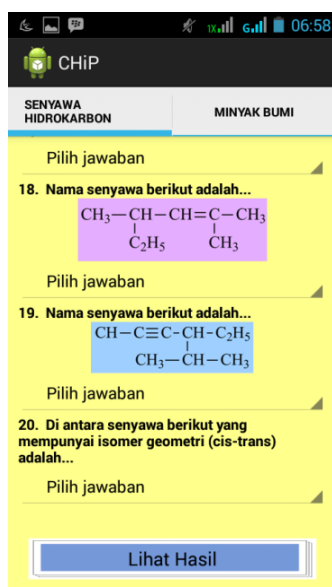 1X G 06:58
CHiP
SENYAWA
HIDROKARBON
MINYAK BUMI
Pilih jawaban
18. Nama senyawa berikut adalah...
CH₃—CH—CH=C—CH₃
C₂H₅ CH₃
Pilih jawaban
19. Nama senyawa berikut adalah...
CH—C≡C-CH-C₂H₅
CH₃—CH—CH₃
Pilih jawaban
20. Di antara senyawa berikut yang
mempunyai isomer geometri (cis-trans)
adalah...
Pilih jawaban
Lihat Hasil